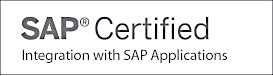 SAP® Certified
Integration with SAP Applications